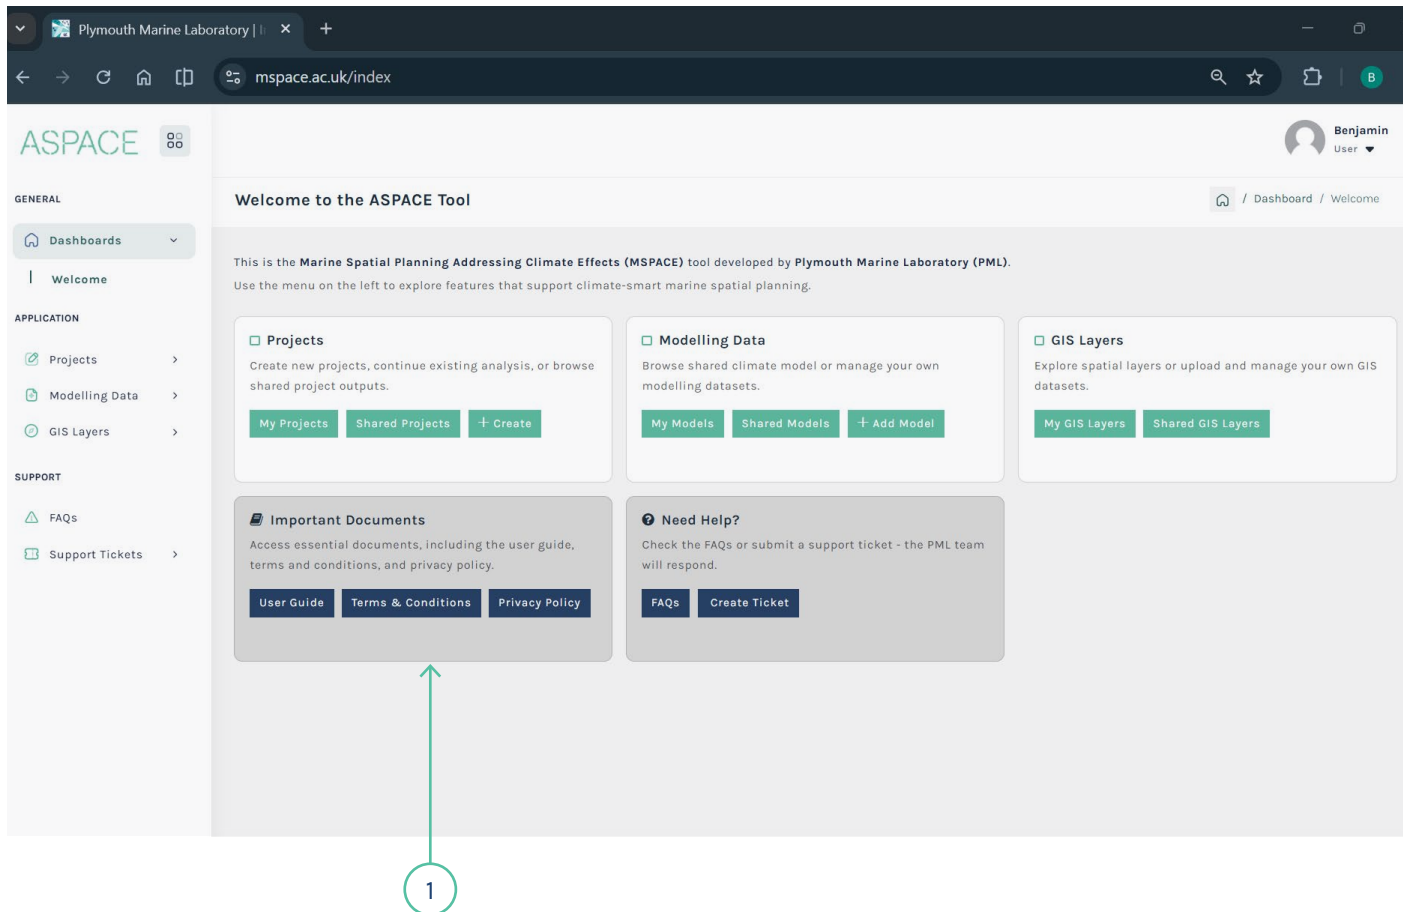 Plymouth Marine Laboratory | I
mspace.ac.uk/index
B
ASPACE
Benjamin
User
GENERAL
Welcome to the ASPACE Tool
/ Dashboard / Welcome
Dashboards
Welcome
This is the Marine Spatial Planning Addressing Climate Effects (MSPACE) tool developed by Plymouth Marine Laboratory (PML).
Use the menu on the left to explore features that support climate-smart marine spatial planning.
APPLICATION
Projects
Modelling Data
GIS Layers
SUPPORT
FAQs
Support Tickets
Projects
Create new projects, continue existing analysis, or browse
shared project outputs.
My Projects Shared Projects + Create
Modelling Data
Browse shared climate model or manage your own
modelling datasets.
My Models Shared Models + Add Model
GIS Layers
Explore spatial layers or upload and manage your own GIS
datasets.
My GIS Layers Shared GIS Layers
Important Documents
Access essential documents, including the user guide,
terms and conditions, and privacy policy.
User Guide Terms & Conditions Privacy Policy
Need Help?
Check the FAQs or submit a support ticket - the PML team
will respond.
FAQs Create Ticket
1